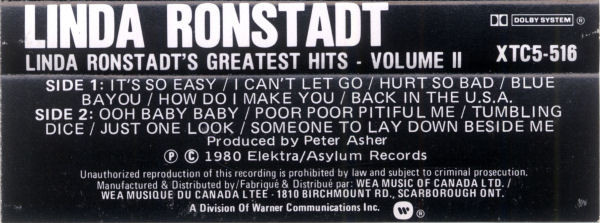 LINDA RONSTADT
DOLBY SYSTEM ®
LINDA RONSTADT'S GREATEST HITS - VOLUME II XTC5-516
SIDE 1: IT'S SO EASY / I CAN'T LET GO / HURT SO BAD / BLUE
BAYOU / HOW DO I MAKE YOU / BACK IN THE U.S.A.
SIDE 2: OOH BABY BABY / POOR POOR PITIFUL ME / TUMBLING
DICE / JUST ONE LOOK / SOMEONE TO LAY DOWN BESIDE ME
Produced by Peter Asher
Ⓟ © 1980 Elektra/Asylum Records
Unauthorized reproduction of this recording is prohibited by law and subject to criminal prosecution.
Manufactured & Distributed by/Fabriqué & Distribué par: WEA MUSIC OF CANADA LTD./
WEA MUSIQUE DU CANADA LTEE · 1810 BIRCHMOUNT RD., SCARBOROUGH ONT.
A Division Of Warner Communications Inc. W ®